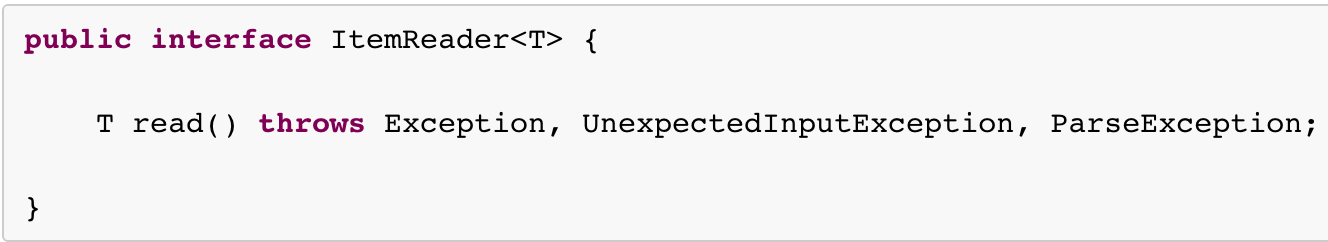 public interface ItemReader<T> {
    T read() throws Exception, UnexpectedInputException, ParseException;
}